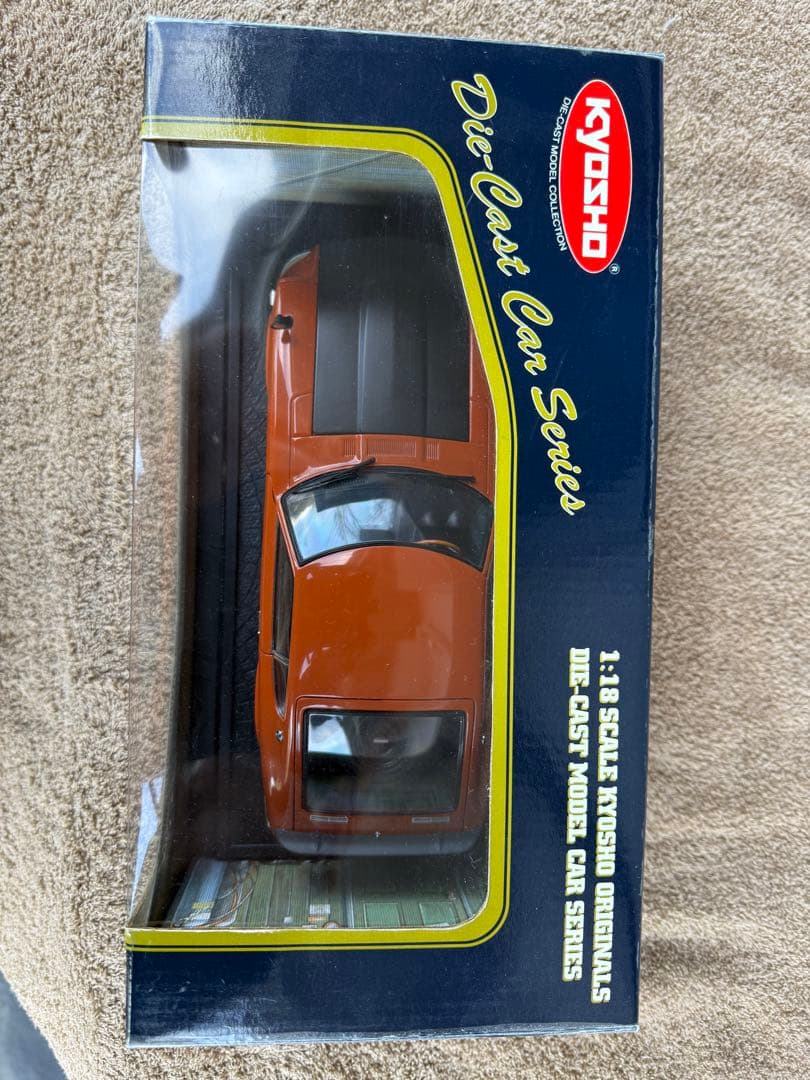 KYOSHO®
DIE-CAST MODEL COLLECTION
Die-Cast Car Series
1:18 SCALE KYOSHO ORIGINALS
DIE-CAST MODEL CAR SERIES